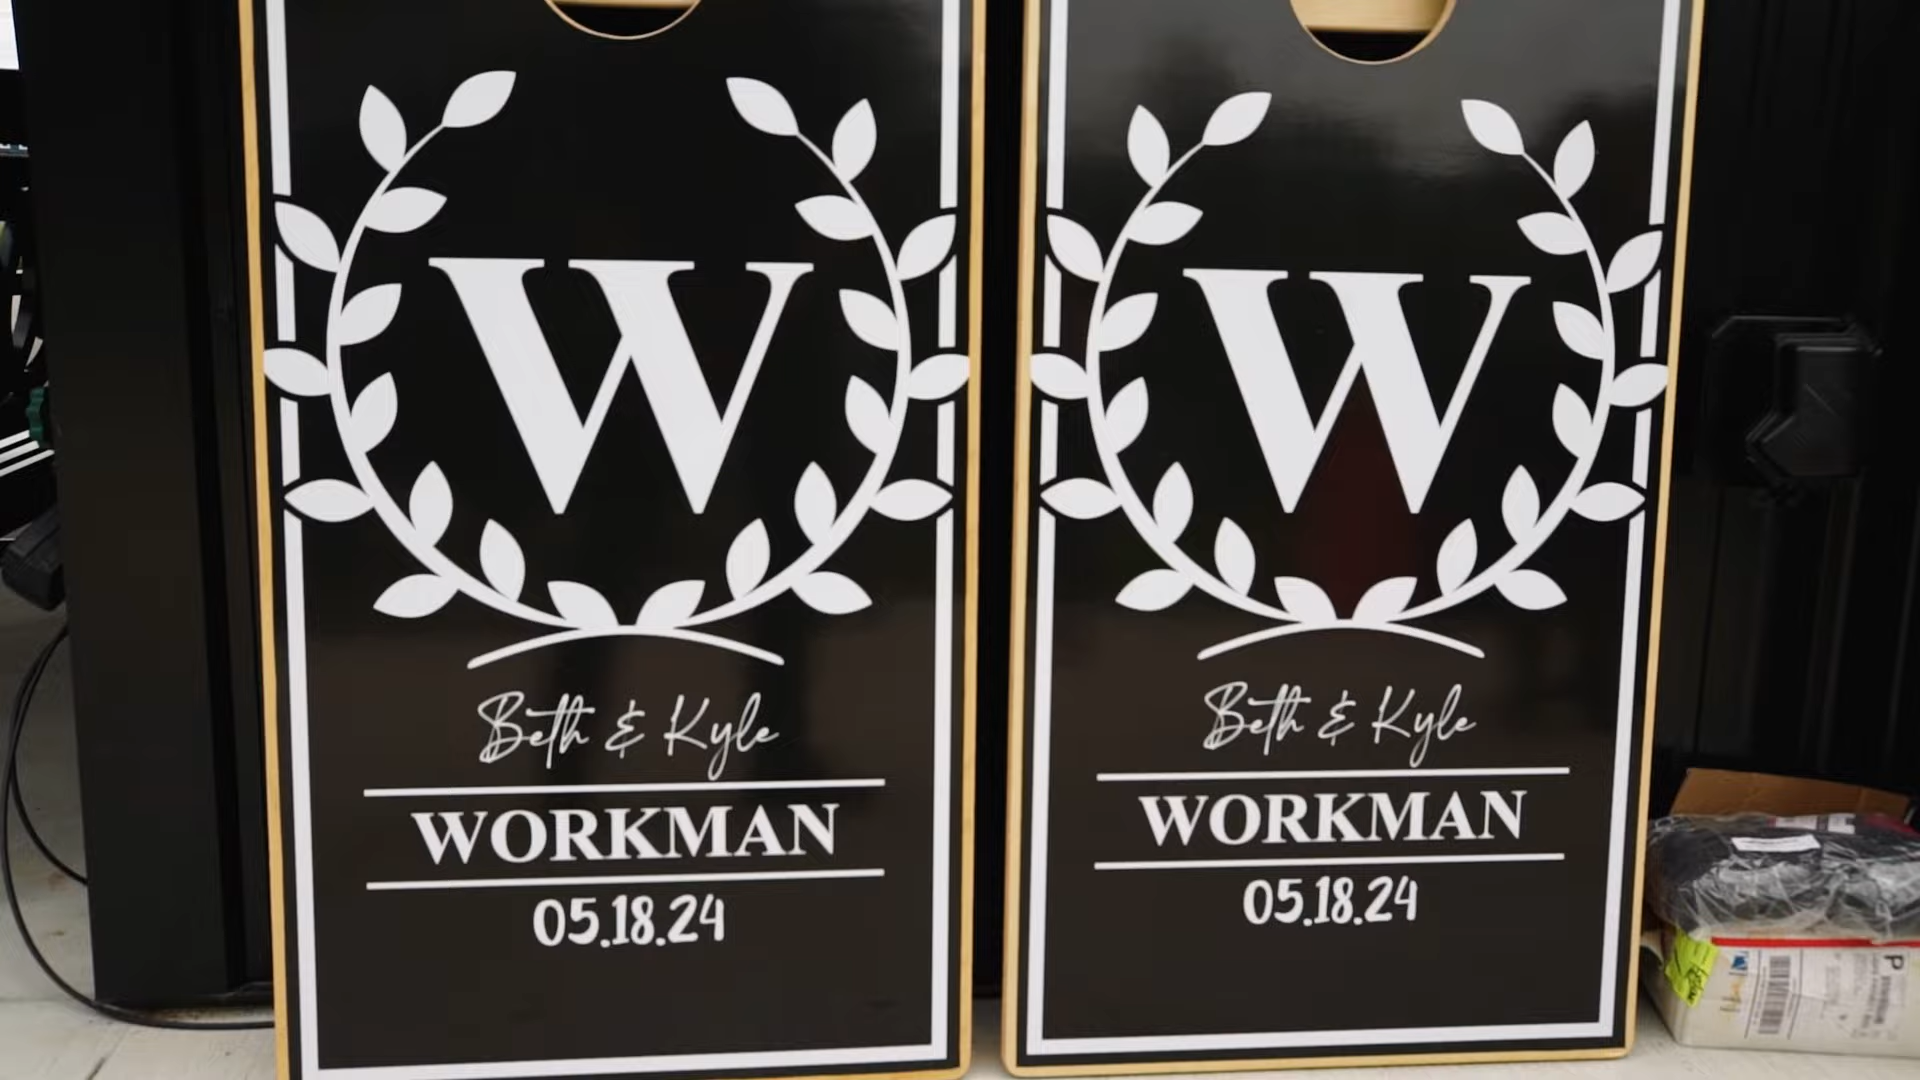 W
Beth & Kyle
WORKMAN
05.18.24
W
Beth & Kyle
WORKMAN
05.18.24
P